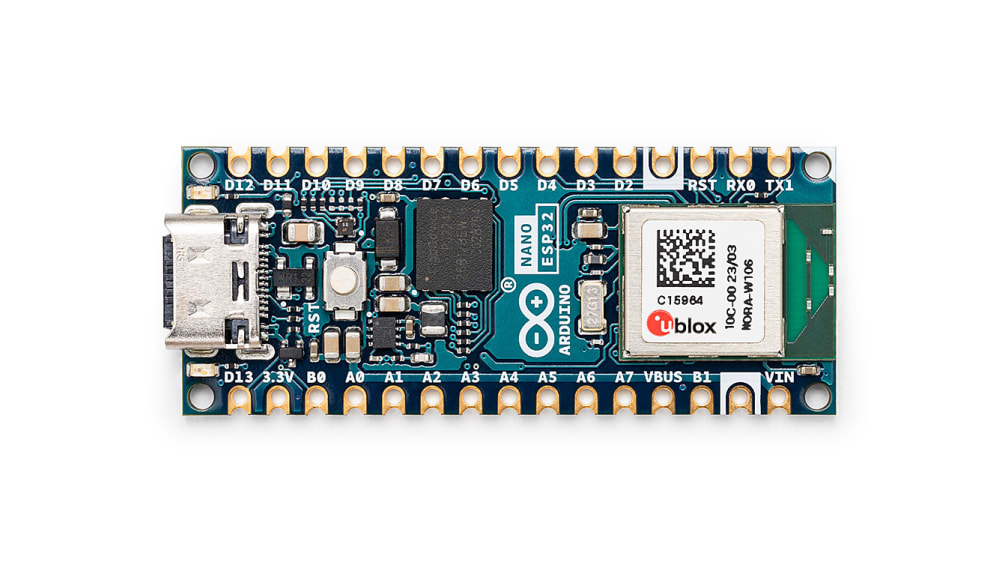 D12 D11 D10 D9 D8 D7 D6 D5 D4 D3 D2 RST RX0 TX1
RST
NANO
ESP32
®
ARDUINO
27G13
C15964
ublox
10C-00 23/03
NORA-W106
D13 3.3V B0 A0 A1 A2 A3 A4 A5 A6 A7 VBUS B1 VIN